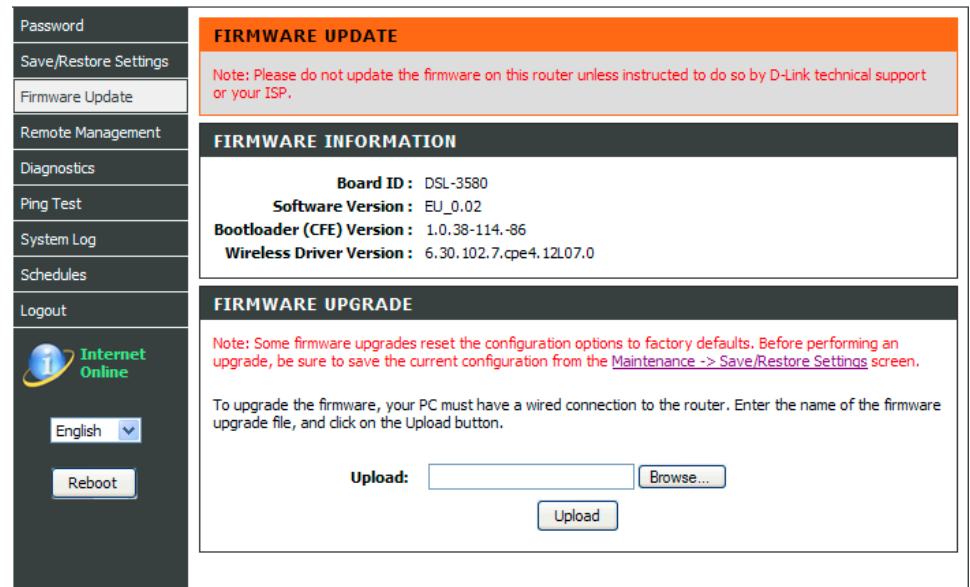 Password
Save/Restore Settings
Firmware Update
Remote Management
Diagnostics
Ping Test
System Log
Schedules
Logout
Internet
Online
English
Reboot
FIRMWARE UPDATE
Note: Please do not update the firmware on this router unless instructed to do so by D-Link technical support
or your ISP.
FIRMWARE INFORMATION
Board ID : DSL-3580
Software Version : EU_0.02
Bootloader (CFE) Version : 1.0.38-114.-86
Wireless Driver Version : 6.30.102.7.cpe4.12L07.0
FIRMWARE UPGRADE
Note: Some firmware upgrades reset the configuration options to factory defaults. Before performing an
upgrade, be sure to save the current configuration from the Maintenance -> Save/Restore Settings screen.
To upgrade the firmware, your PC must have a wired connection to the router. Enter the name of the firmware
upgrade file, and click on the Upload button.
Upload: Browse...
Upload